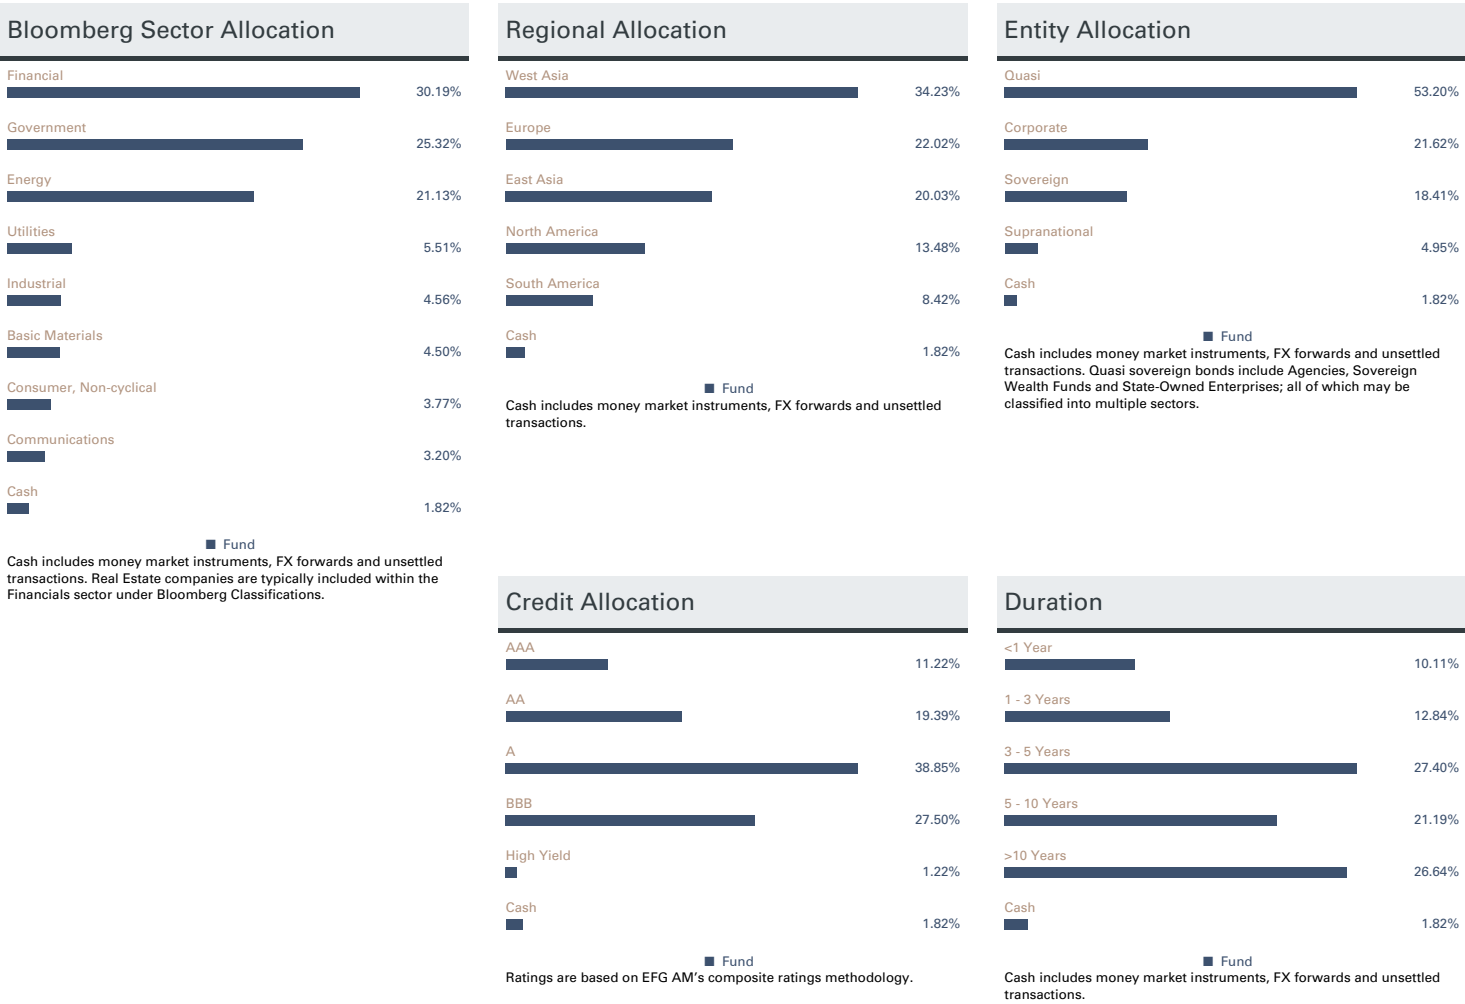 Bloomberg Sector Allocation
Financial
30.19%
Government
25.32%
Energy
21.13%
Utilities
5.51%
Industrial
4.56%
Basic Materials
4.50%
Consumer, Non-cyclical
3.77%
Communications
3.20%
Cash
1.82%
Fund
Cash includes money market instruments, FX forwards and unsettled
transactions. Real Estate companies are typically included within the
Financials sector under Bloomberg Classifications.
Regional Allocation
West Asia
34.23%
Europe
22.02%
East Asia
20.03%
North America
13.48%
South America
8.42%
Cash
1.82%
Fund
Cash includes money market instruments, FX forwards and unsettled
transactions.
Entity Allocation
Quasi
53.20%
Corporate
21.62%
Sovereign
18.41%
Supranational
4.95%
Cash
1.82%
Fund
Cash includes money market instruments, FX forwards and unsettled
transactions. Quasi sovereign bonds include Agencies, Sovereign
Wealth Funds and State-Owned Enterprises; all of which may be
classified into multiple sectors.
Credit Allocation
AAA
11.22%
AA
19.39%
A
38.85%
BBB
27.50%
High Yield
1.22%
Cash
1.82%
Fund
Ratings are based on EFG AM's composite ratings methodology.
Duration
<1 Year
10.11%
1 - 3 Years
12.84%
3 - 5 Years
27.40%
5 - 10 Years
21.19%
>10 Years
26.64%
Cash
1.82%
Fund
Cash includes money market instruments, FX forwards and unsettled
transactions.